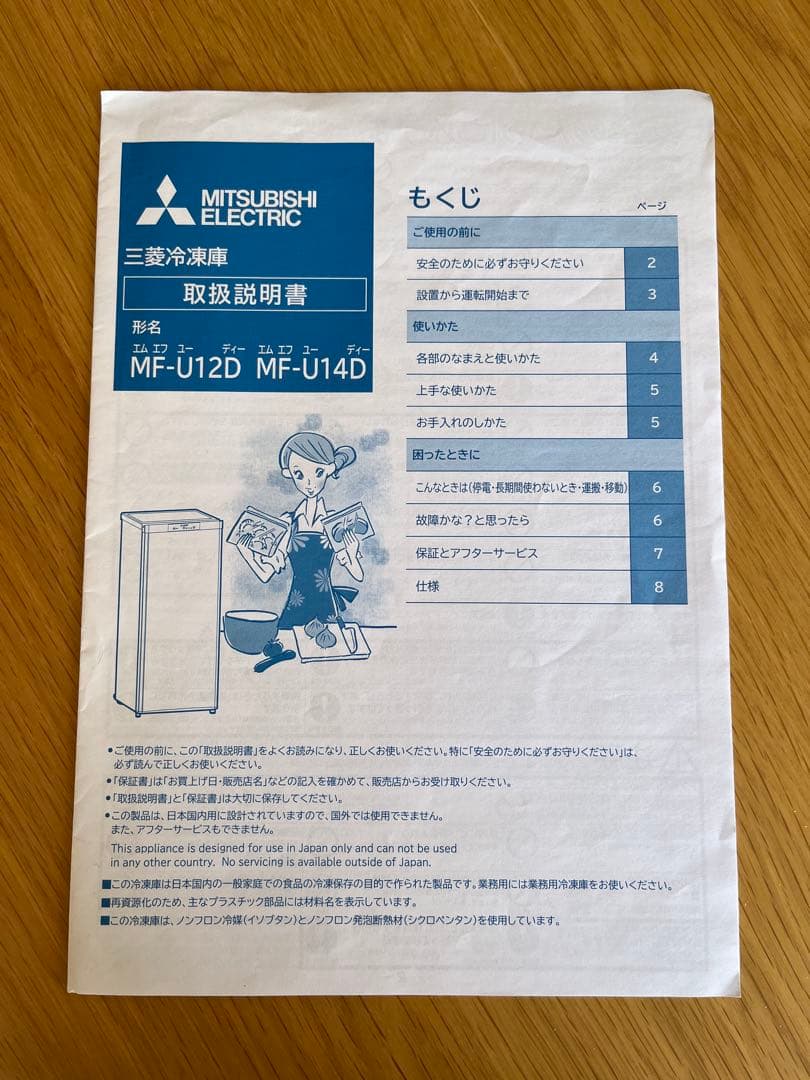 MITSUBISHI
ELECTRIC
三菱冷凍庫
取扱説明書
形名
エム エフ ユー ディー エム エフ ユー ディー
MF-U12D MF-U14D
もくじ
ページ
ご使用の前に
安全のために必ずお守りください 2
設置から運転開始まで 3
使いかた
各部のなまえと使いかた 4
上手な使いかた 5
お手入れのしかた 5
困ったときに
こんなときは(停電・長期間使わないとき・運搬・移動) 6
故障かな?と思ったら 6
保証とアフターサービス 7
仕様 8
●ご使用の前に、この「取扱説明書」をよくお読みになり、正しくお使いください。特に「安全のために必ずお守りください」は、
必ず読んで正しくお使いください。
●「保証書」は「お買上げ日・販売店名」などの記入を確かめて、販売店からお受け取りください。
●「取扱説明書」と「保証書」は大切に保存してください。
●この製品は、日本国内用に設計されていますので、国外では使用できません。
また、アフターサービスもできません。
This appliance is designed for use in Japan only and can not be used
in any other country. No servicing is available outside of Japan.
■この冷凍庫は日本国内の一般家庭での食品の冷凍保存の目的で作られた製品です。業務用には業務用冷凍庫をお使いください。
■再資源化のため、主なプラスチック部品には材料名を表示しています。
■この冷凍庫は、ノンフロン冷媒(イソブタン)とノンフロン発泡断熱材(シクロペンタン)を使用しています。